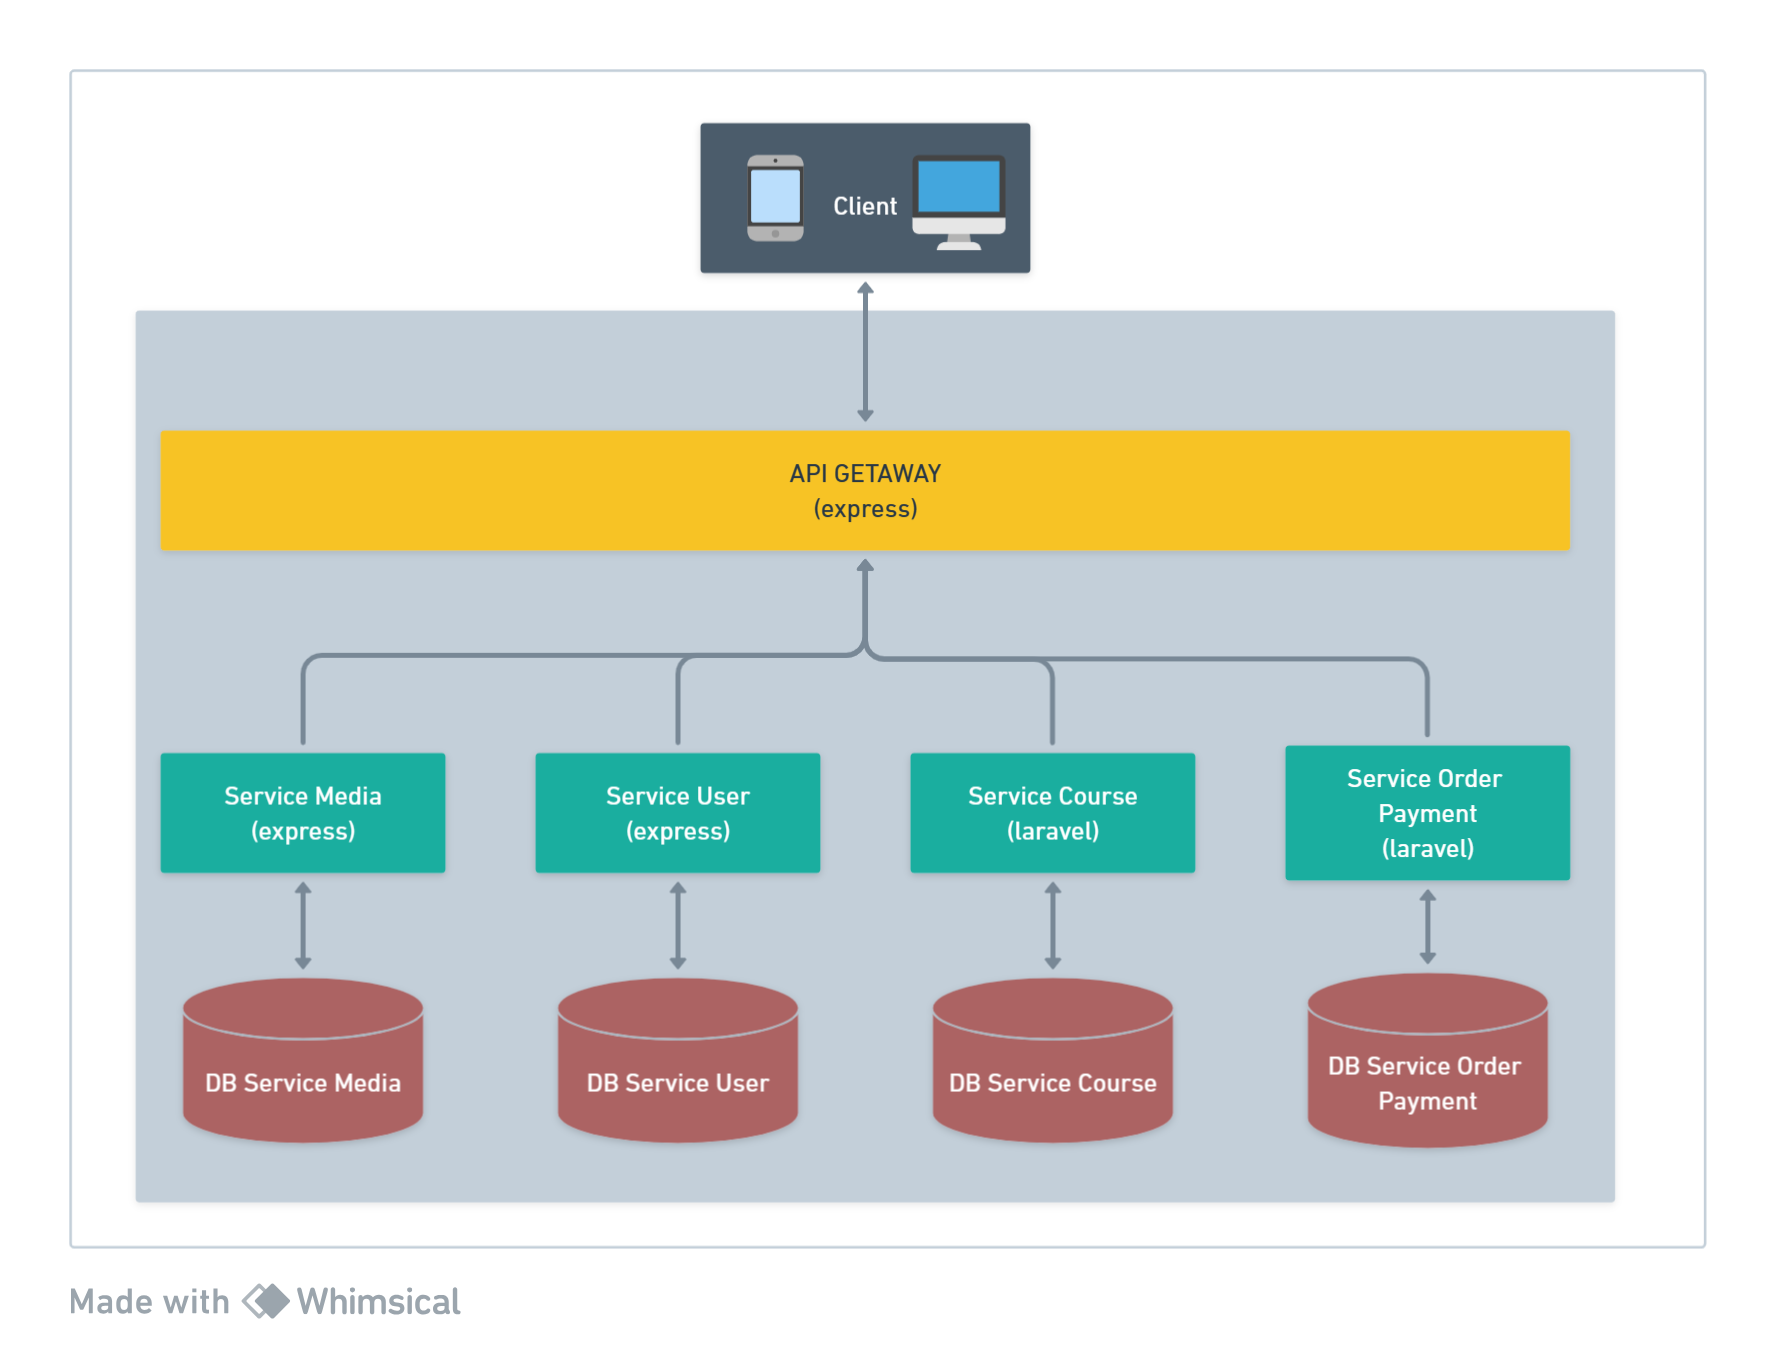 Client
API GETAWAY
(express)
Service Media
(express)
Service User
(express)
Service Course
(laravel)
Service Order
Payment
(laravel)
DB Service Media
DB Service User
DB Service Course
DB Service Order
Payment
Made with Whimsical